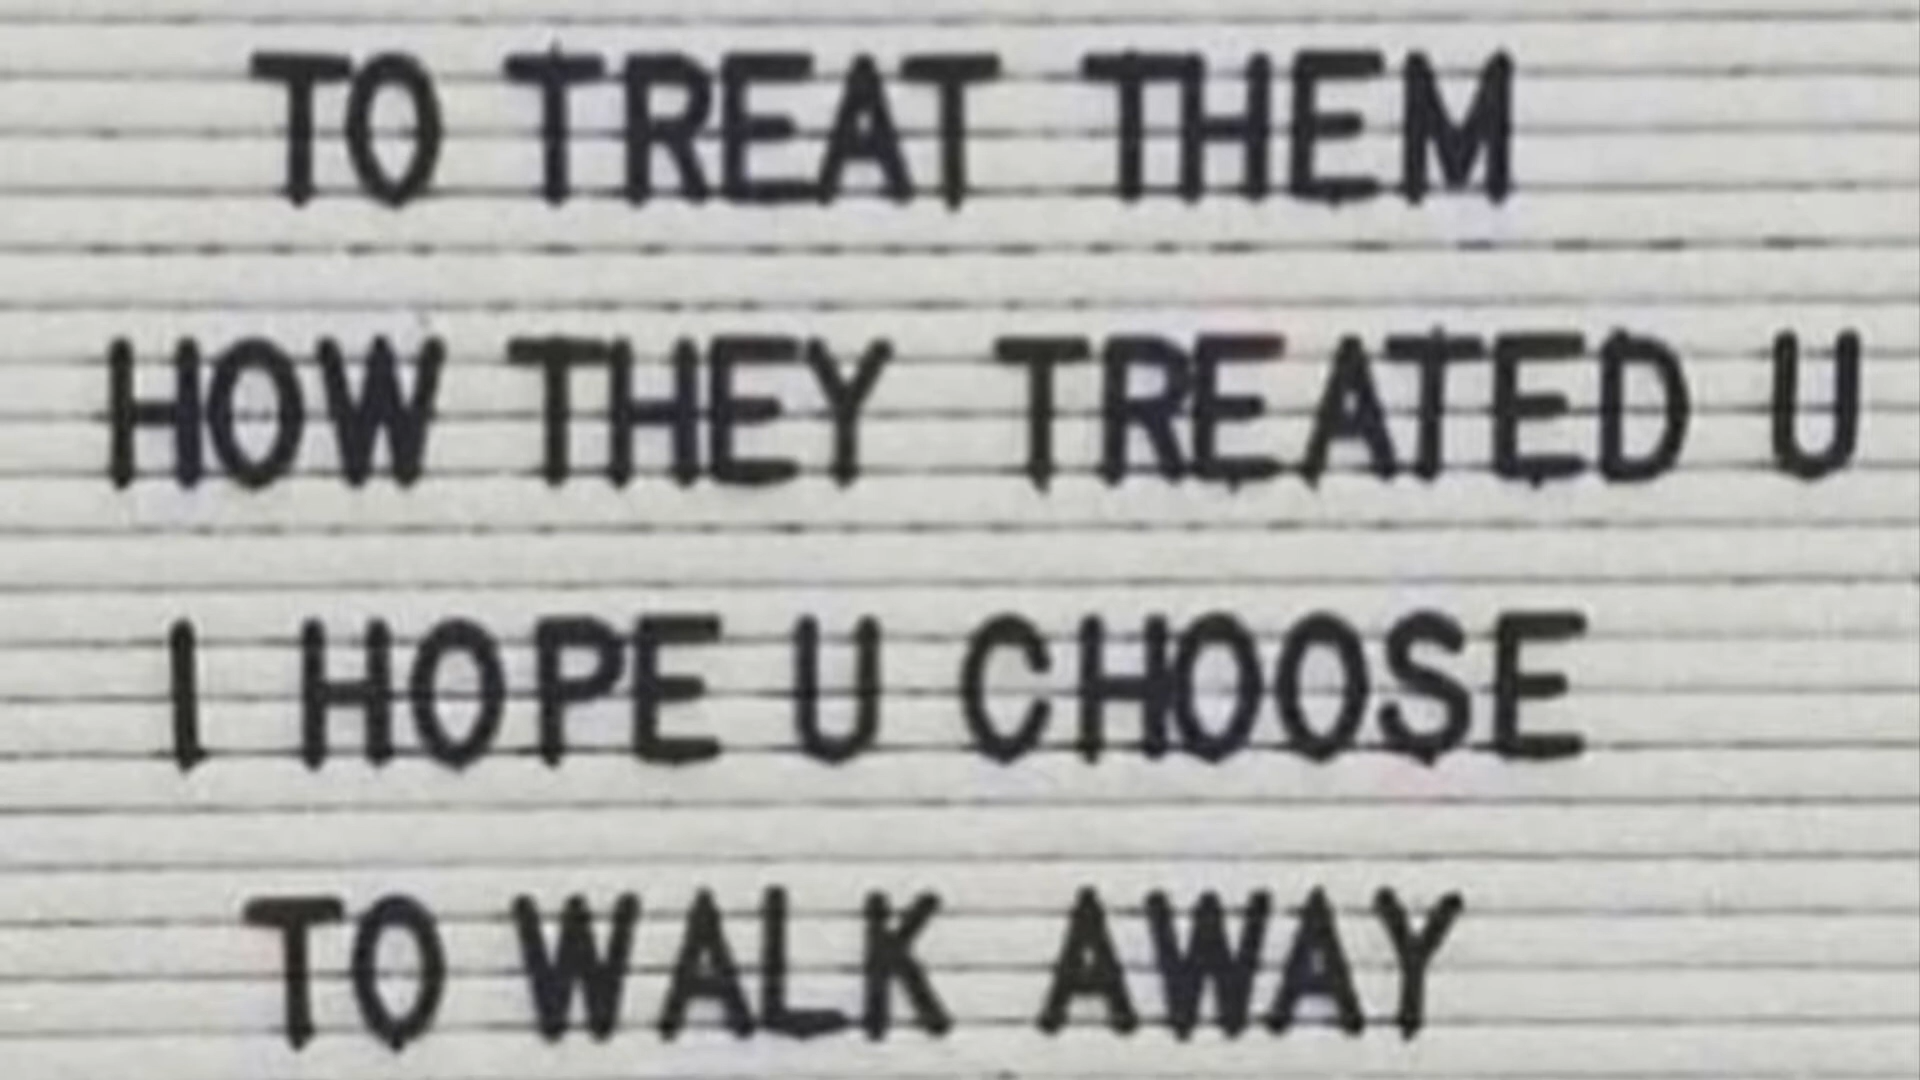 TO TREAT THEM
HOW THEY TREATED U
I HOPE U CHOOSE
TO WALK AWAY